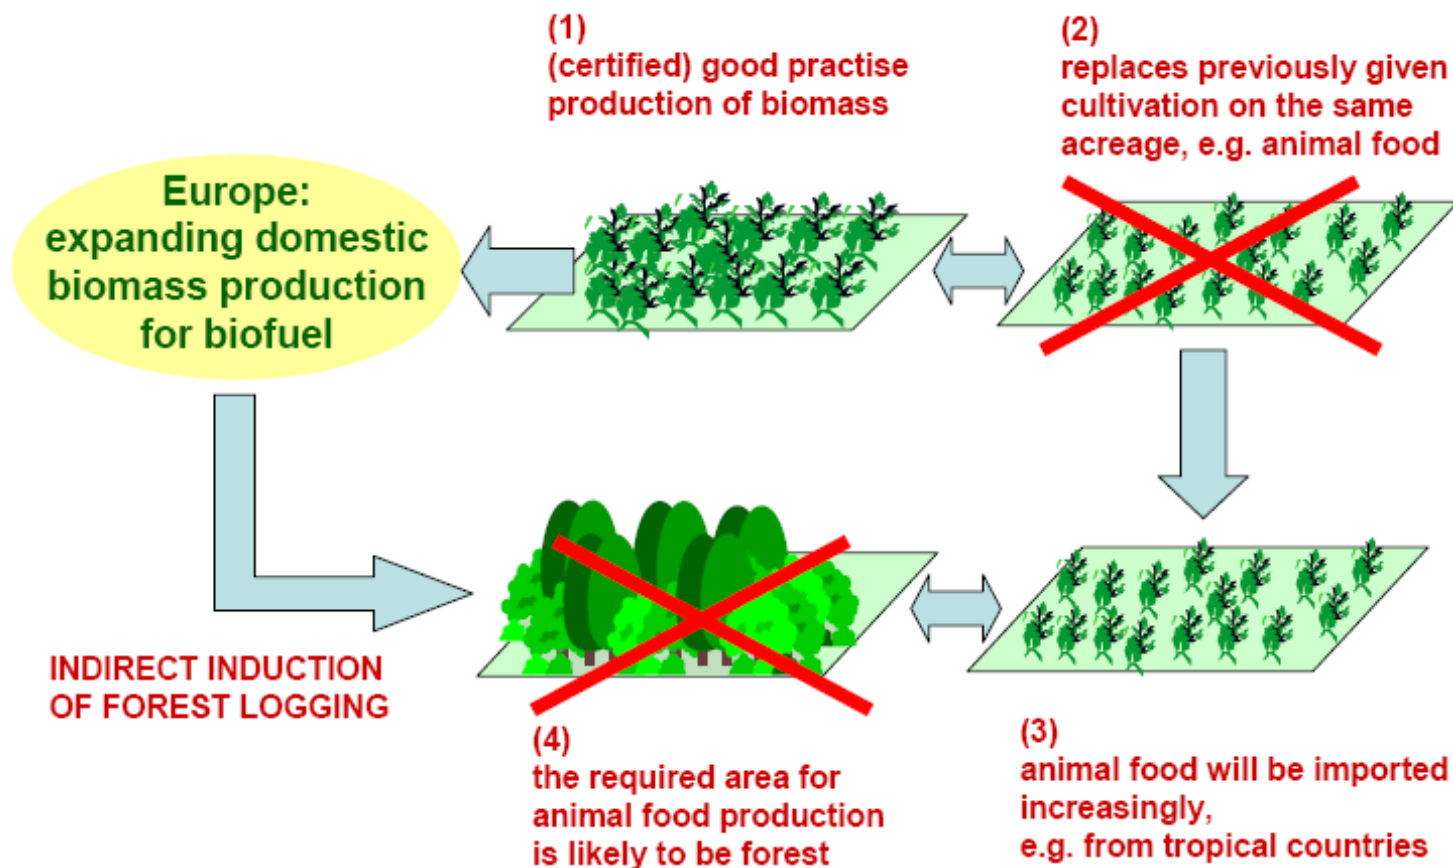 (1)
(certified) good practise
production of biomass
(2)
replaces previously given
cultivation on the same
acreage, e.g. animal food
Europe:
expanding domestic
biomass production
for biofuel
INDIRECT INDUCTION
OF FOREST LOGGING
(4)
the required area for
animal food production
is likely to be forest
(3)
animal food will be imported
increasingly,
e.g. from tropical countries